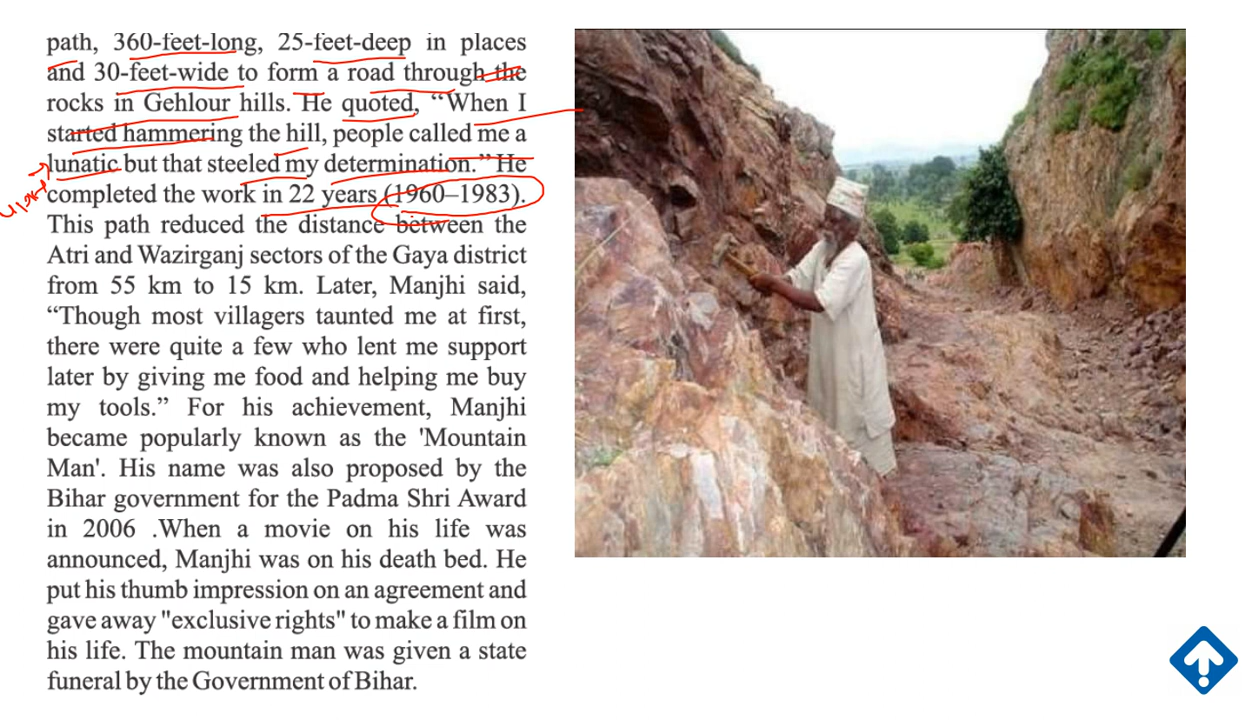 path, 360-feet-long, 25-feet-deep in places
and 30-feet-wide to form a road through the
rocks in Gehlour hills. He quoted, “When I
started hammering the hill, people called me a
lunatic but that steeled my determination.” He
completed the work in 22 years (1960–1983).
This path reduced the distance between the
Atri and Wazirganj sectors of the Gaya district
from 55 km to 15 km. Later, Manjhi said,
“Though most villagers taunted me at first,
there were quite a few who lent me support
later by giving me food and helping me buy
my tools.” For his achievement, Manjhi
became popularly known as the 'Mountain
Man'. His name was also proposed by the
Bihar government for the Padma Shri Award
in 2006 .When a movie on his life was
announced, Manjhi was on his death bed. He
put his thumb impression on an agreement and
gave away "exclusive rights" to make a film on
his life. The mountain man was given a state
funeral by the Government of Bihar.